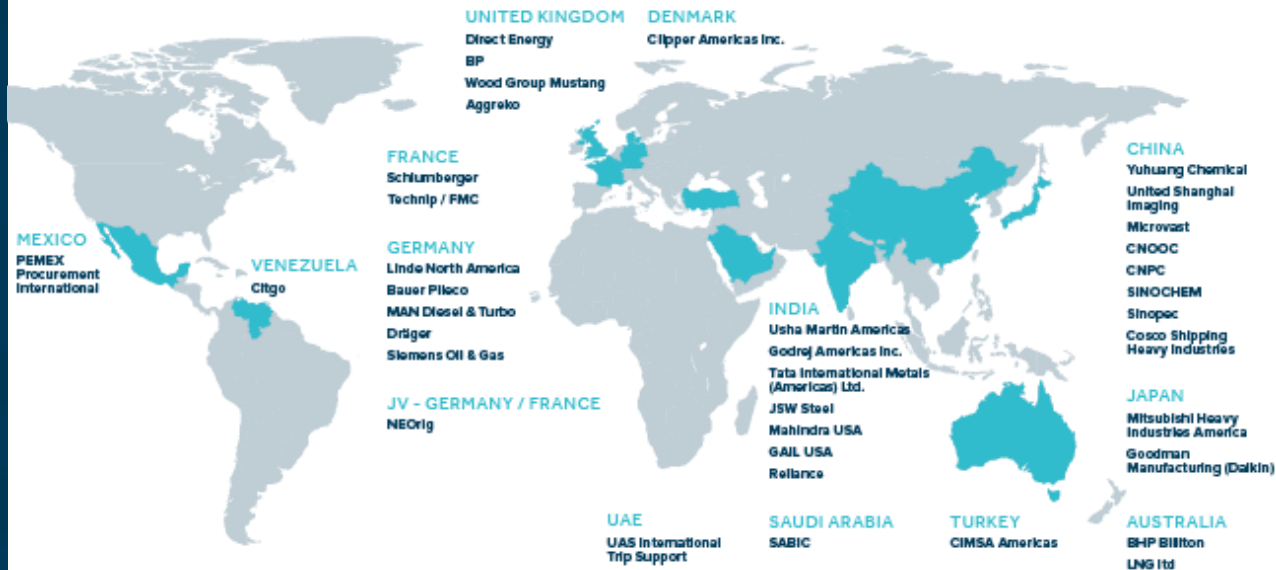 UNITED KINGDOM
Direct Energy
BP
Wood Group Mustang
Aggreko
DENMARK
Clipper Americas Inc.
FRANCE
Schlumberger
Technip / FMC
MEXICO
PEMEX
Procurement
International
VENEZUELA
Citgo
GERMANY
Linde North America
Bauer Pileco
MAN Diesel & Turbo
Dräger
Siemens Oil & Gas
JV - GERMANY / FRANCE
NEOrig
INDIA
Usha Martin Americas
Godrej Americas Inc.
Tata International Metals
(Americas) Ltd.
JSW Steel
Mahindra USA
GAIL USA
Reliance
CHINA
Yuhuang Chemical
United Shanghai
Imaging
Microvast
CNOOC
CNPC
SINOCHEM
Sinopec
Cosco Shipping
Heavy Industries
JAPAN
Mitsubishi Heavy
Industries America
Goodman
Manufacturing (Daikin)
UAE
UAS International
Trip Support
SAUDI ARABIA
SABIC
TURKEY
CIMSA Americas
AUSTRALIA
BHP Billiton
LNG ltd